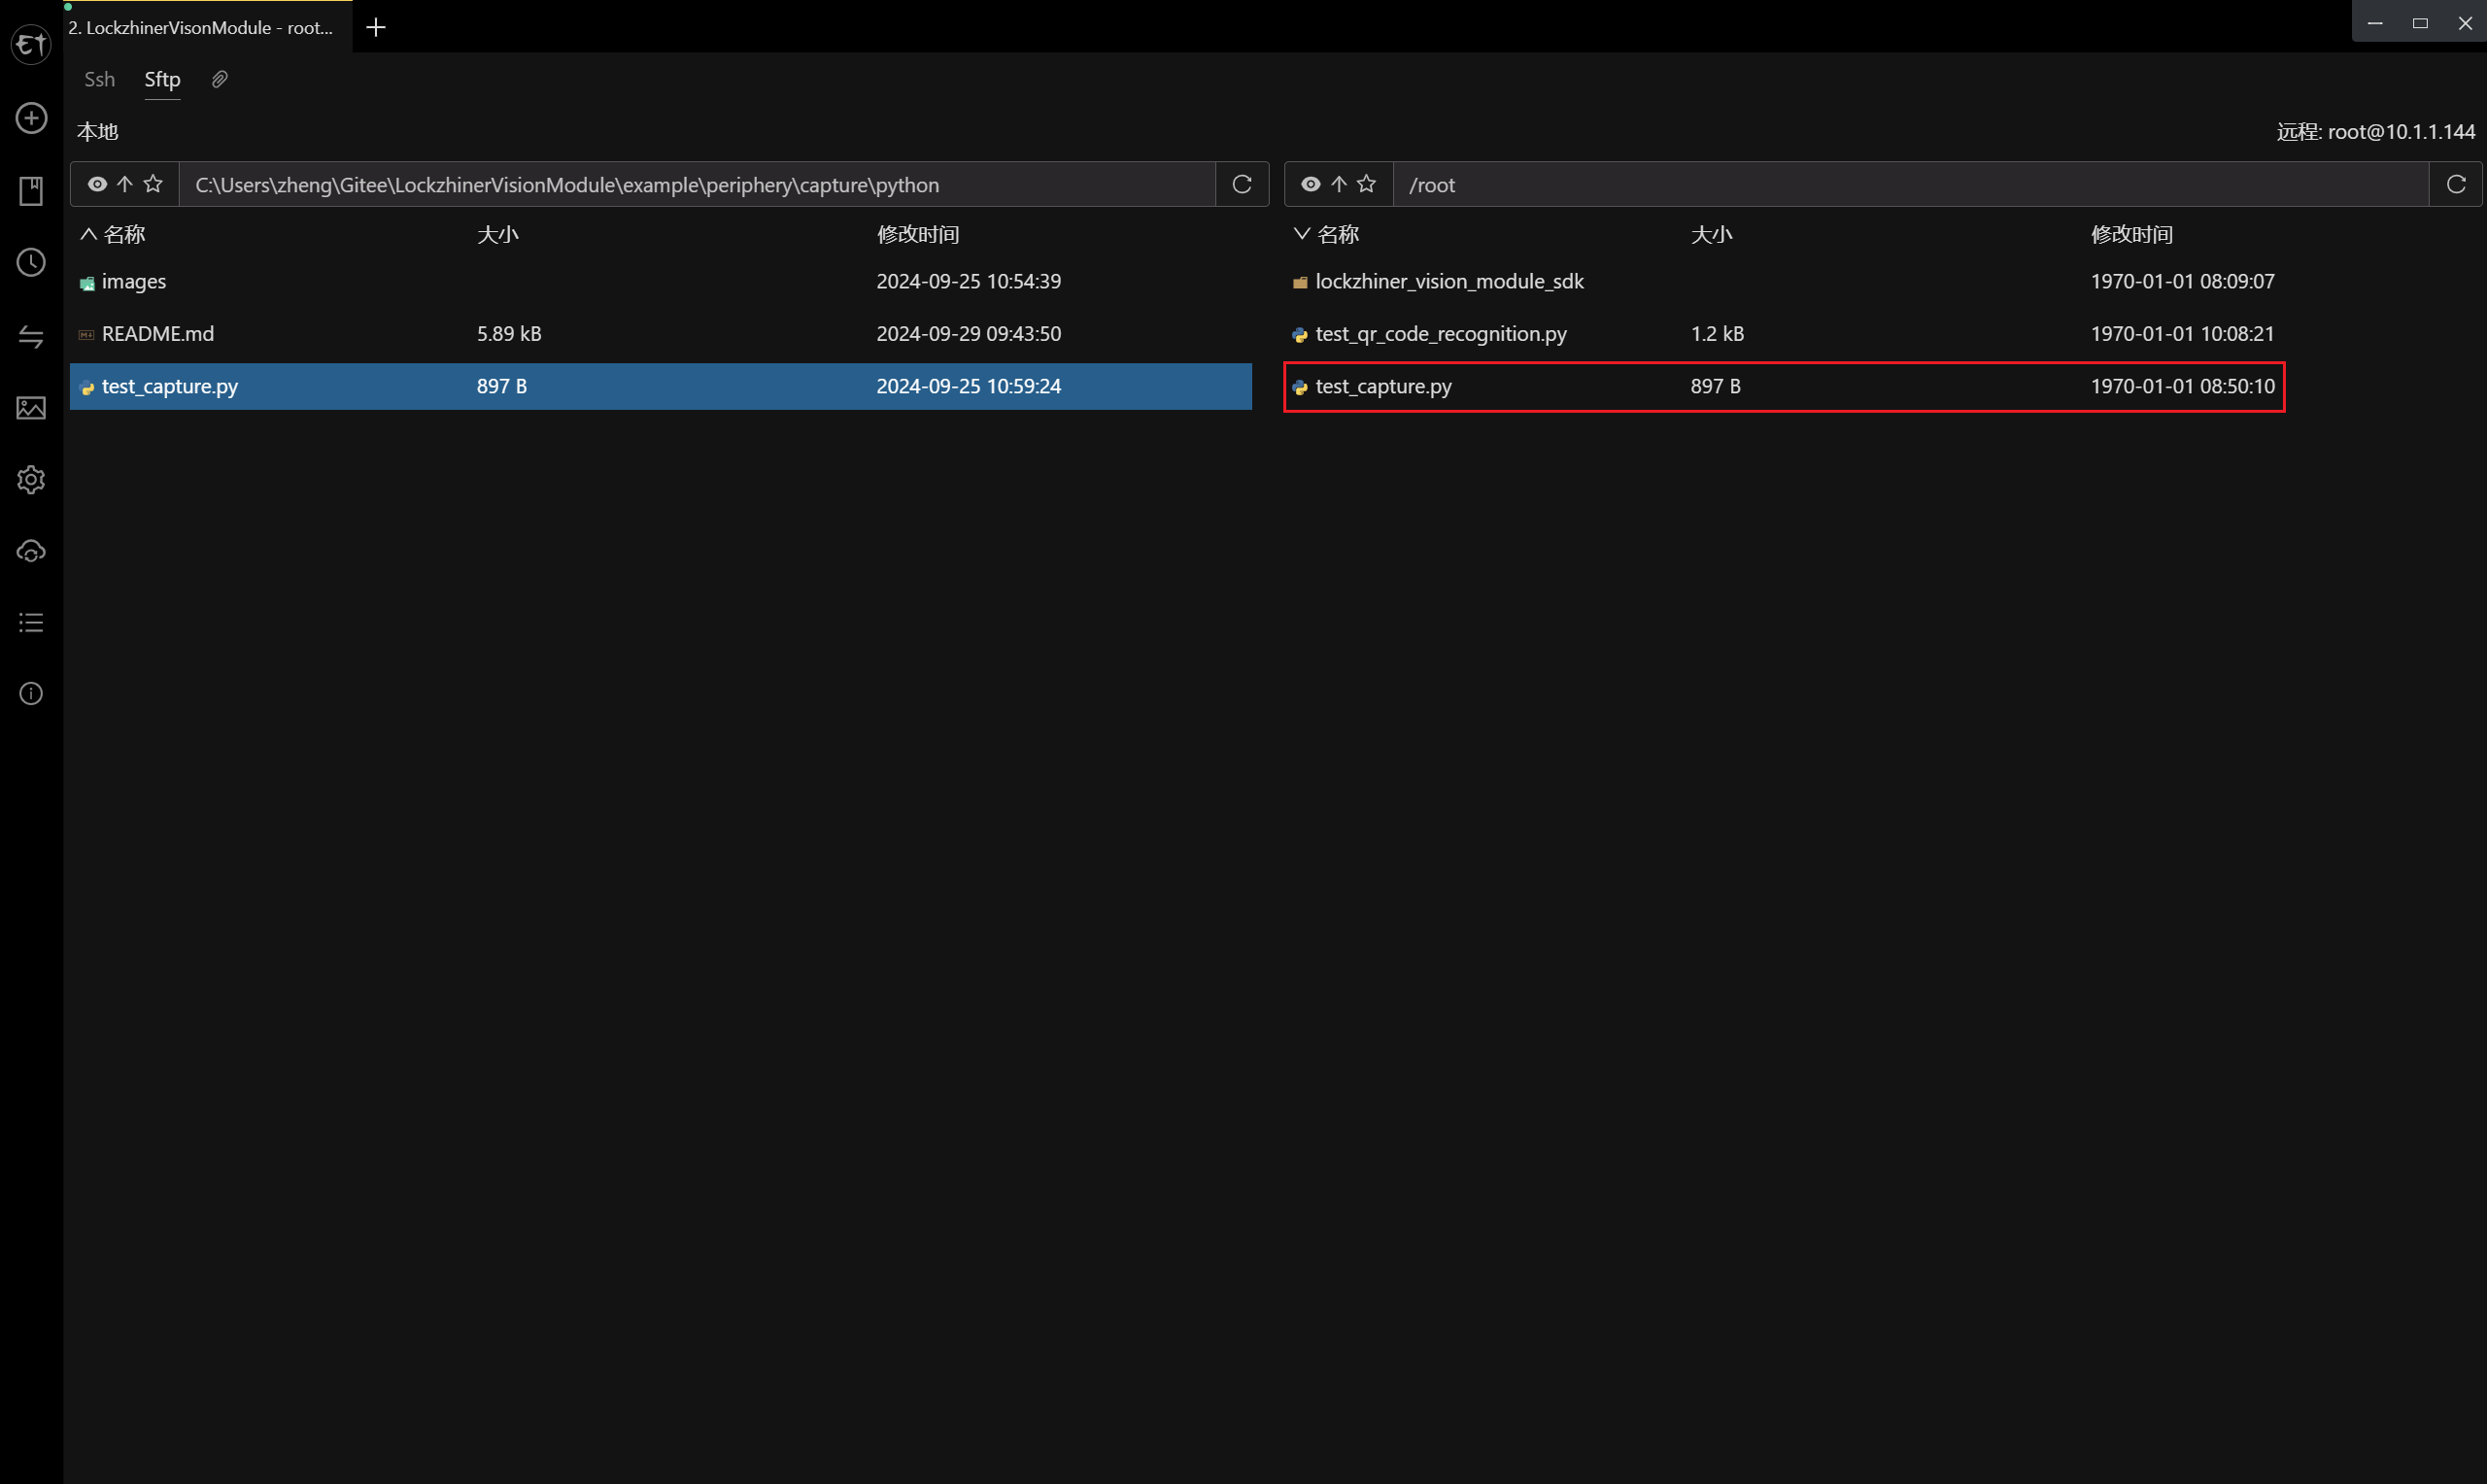 2. LockzhinerVisonModule - root...
Ssh Sftp
本地 远程: root@10.1.1.144
C:\Users\zheng\Gitee\LockzhinerVisionModule\example\periphery\capture\python /root
名称 大小 修改时间 名称 大小 修改时间
images 2024-09-25 10:54:39 lockzhiner_vision_module_sdk 1970-01-01 08:09:07
README.md 5.89 kB 2024-09-29 09:43:50 test_qr_code_recognition.py 1.2 kB 1970-01-01 10:08:21
test_capture.py 897 B 2024-09-25 10:59:24 test_capture.py 897 B 1970-01-01 08:50:10